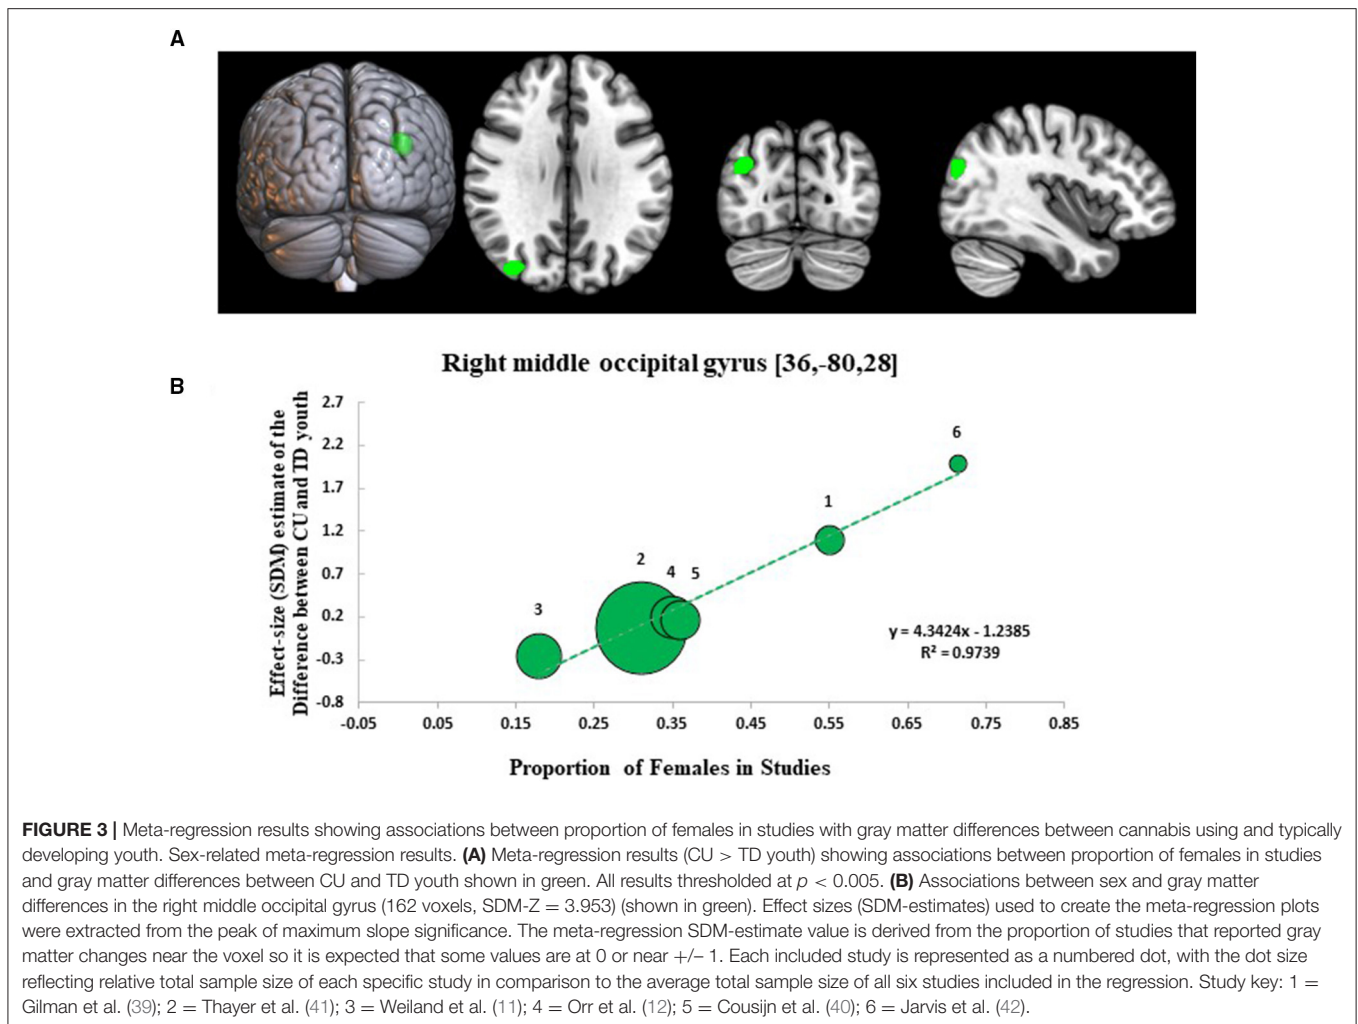 A
Right middle occipital gyrus [36,-80,28]
B
Effect-size (SDM) estimate of the
Difference between CU and TD youth
2.7
2.2
1.7
1.2
0.7
0.2
-0.3
-0.8
6
1
2
4
5
3
y = 4.3424x - 1.2385
R² = 0.9739
-0.05 0.05 0.15 0.25 0.35 0.45 0.55 0.65 0.75 0.85
Proportion of Females in Studies
FIGURE 3 | Meta-regression results showing associations between proportion of females in studies with gray matter differences between cannabis using and typically
developing youth. Sex-related meta-regression results. (A) Meta-regression results (CU > TD youth) showing associations between proportion of females in studies
and gray matter differences between CU and TD youth shown in green. All results thresholded at p < 0.005. (B) Associations between sex and gray matter
differences in the right middle occipital gyrus (162 voxels, SDM-Z = 3.953) (shown in green). Effect sizes (SDM-estimates) used to create the meta-regression plots
were extracted from the peak of maximum slope significance. The meta-regression SDM-estimate value is derived from the proportion of studies that reported gray
matter changes near the voxel so it is expected that some values are at 0 or near +/− 1. Each included study is represented as a numbered dot, with the dot size
reflecting relative total sample size of each specific study in comparison to the average total sample size of all six studies included in the regression. Study key: 1 =
Gilman et al. (39); 2 = Thayer et al. (41); 3 = Weiland et al. (11); 4 = Orr et al. (12); 5 = Cousijn et al. (40); 6 = Jarvis et al. (42).